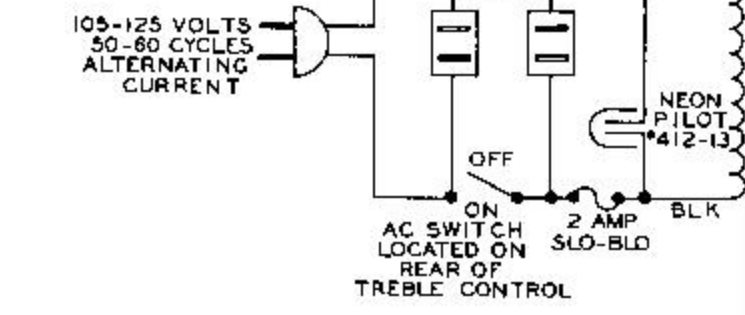 105-125 VOLTS
50-60 CYCLES
ALTERNATING
CURRENT
NEON
PILOT
#412-13
OFF
ON
AC SWITCH
LOCATED ON
REAR OF
TREBLE CONTROL
2 AMP
SLO-BLO
BLK